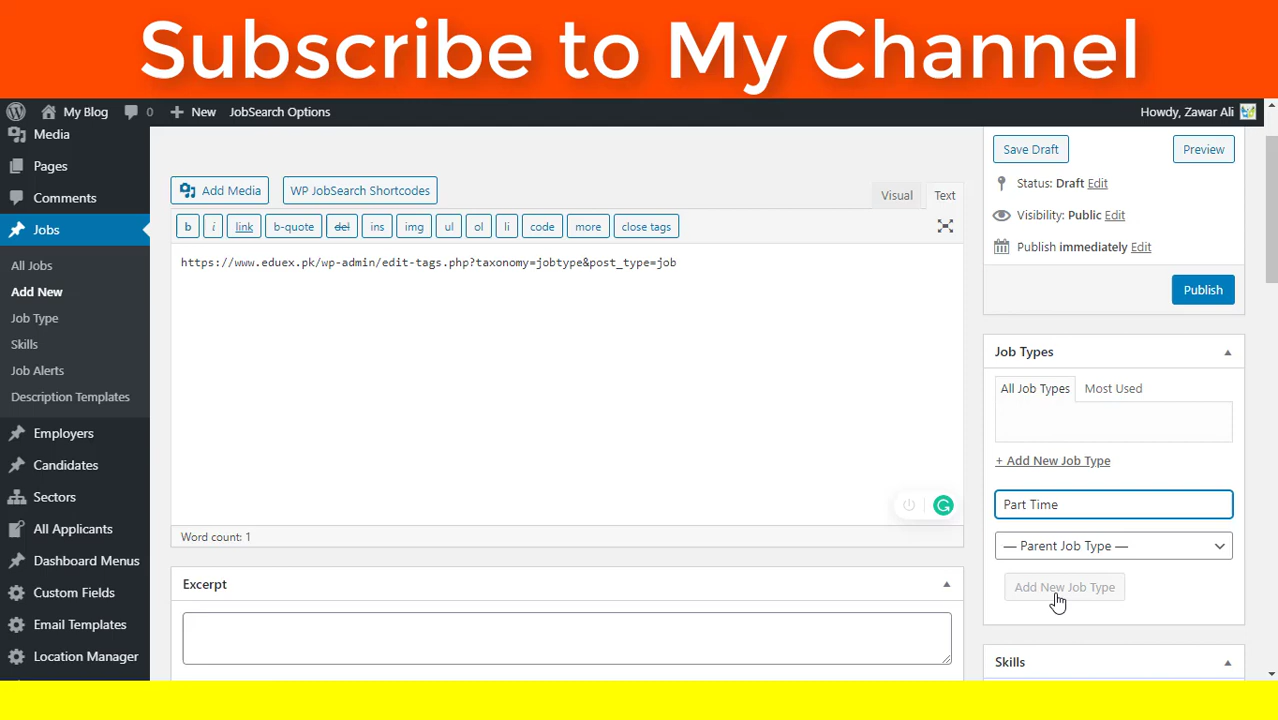 Subscribe to My Channel
My Blog 0 New JobSearch Options Howdy, Zawar Ali
Media
Pages
Comments
Jobs
All Jobs
Add New
Job Type
Skills
Job Alerts
Description Templates
Employers
Candidates
Sectors
All Applicants
Dashboard Menus
Custom Fields
Email Templates
Location Manager
Add Media WP JobSearch Shortcodes Visual Text
b i link b-quote del ins img ul ol li code more close tags
https://www.eduex.pk/wp-admin/edit-tags.php?taxonomy=jobtype&post_type=job
Word count: 1
Excerpt
Save Draft Preview
Status: Draft Edit
Visibility: Public Edit
Publish immediately Edit
Publish
Job Types
All Job Types Most Used
+ Add New Job Type
Part Time
— Parent Job Type —
Add New Job Type
Skills